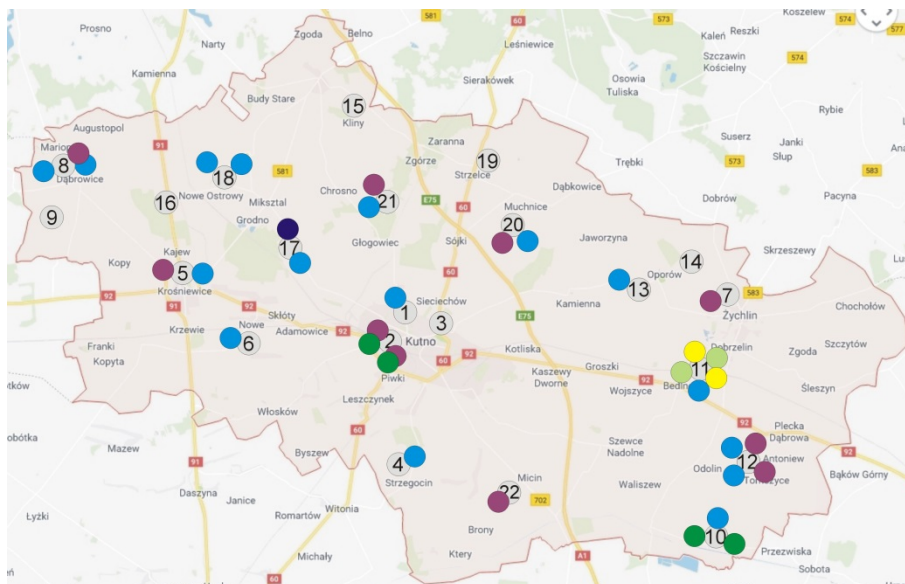 Prosno
Narty
Zgoda
Belno
581
60
Leśniewice
573
Kaleń
Reszki
Koszelew
574
577
Szczawin
Kościelny
574
Kamienna
Sierakówek
Osowia
Tuliska
Budy Stare
15
Kliny
Rybie
Augustopol
91
Zaranna
Suserz
Janki
Słup
Marion
8
Dąbrowice
18
Nowe Ostrowy
581
Zgórze
19
Strzelce
Trębki
573
Dąbkowice
Chrosno
21
E75
Dobrów
Pacyna
16
Miksztal
Grodno
60
Muchnice
20
9
17
Głogowiec
Sójki
Jaworzyna
Skrzeszewy
Kajew
Kopy
5
Krośniewice
14
Oporów
13
7
583
Żychlin
92
92
Sieciechów
1
3
Kamienna
Chochołów
Skłóty
Adamowice
Krzewie
Nowe
6
92
2
Kutno
E75
Franki
Kopyta
92
60
Kotliska
Dobrzelin
Zgoda
Szczytów
Piwki
Kaszewy
Dworne
Groszki
11
Bedln
Wojszyce
92
Śleszyn
Leszczynek
Włosków
60
92
Plecka
Dąbrowa
obótka
Mazew
Byszew
Szewce
Nadolne
92
91
4
Strzegocin
Odolin
12
Antoniew
Tomczyce
Bąków Górny
Daszyna
Janice
Micin
22
Waliszew
Łyżki
Romartów
Witonia
702
Brony
10
Michały
Ktery
A1
Przezwiska
Sobota